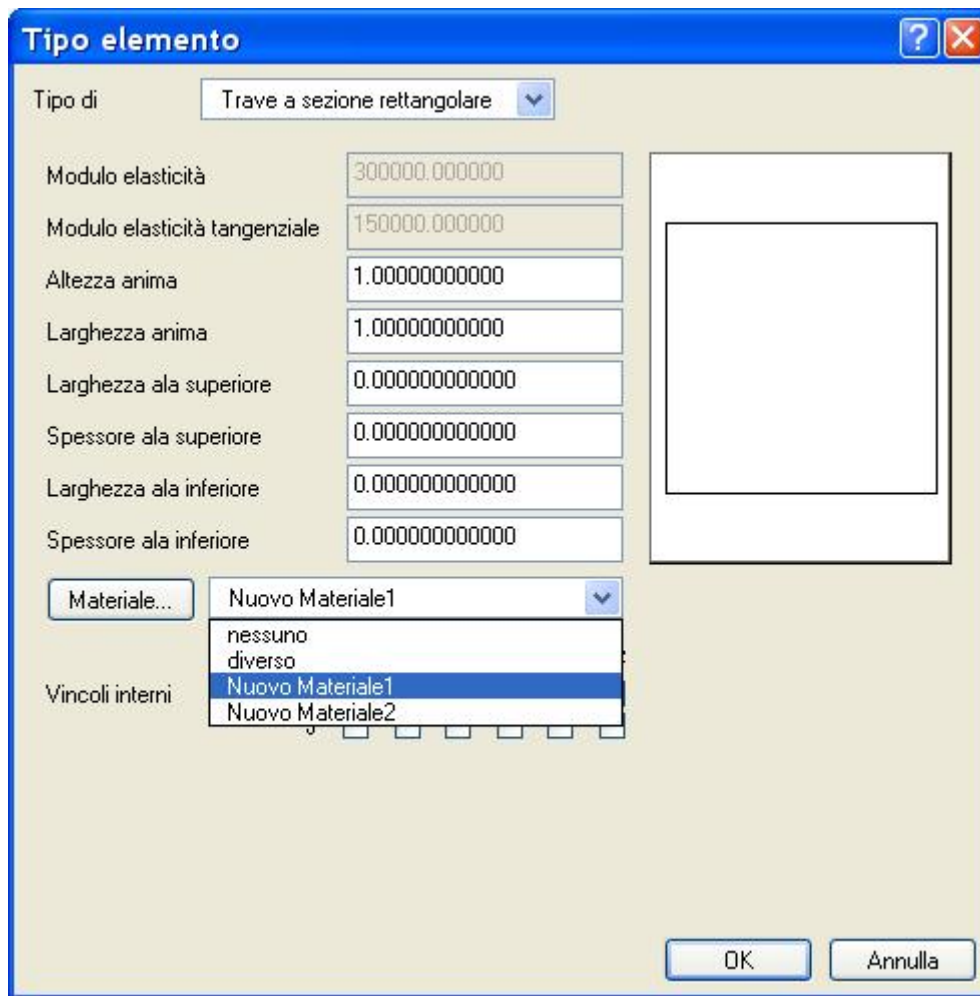 Tipo elemento
Tipo di Trave a sezione rettangolare
Modulo elasticità 300000.000000
Modulo elasticità tangenziale 150000.000000
Altezza anima 1.00000000000
Larghezza anima 1.00000000000
Larghezza ala superiore 0.000000000000
Spessore ala superiore 0.000000000000
Larghezza ala inferiore 0.000000000000
Spessore ala inferiore 0.000000000000
Materiale... Nuovo Materiale1
nessuno
diverso
Vincoli interni Nuovo Materiale1
Nuovo Materiale2
OK Annulla